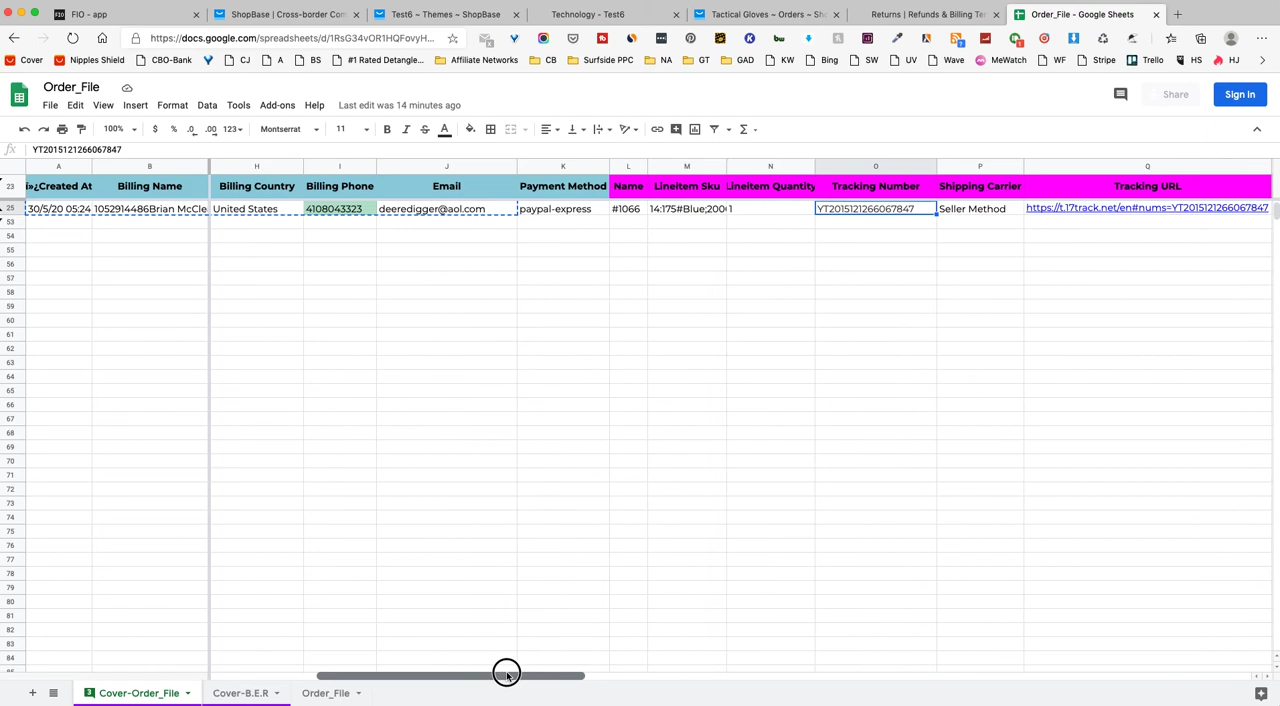 FIO - app
ShopBase | Cross-border Com
Test6 ~ Themes ~ ShopBase
Technology - Test6
Tactical Gloves ~ Orders ~ Sh
Returns | Refunds & Billing Ter
Order_File - Google Sheets
https://docs.google.com/spreadsheets/d/1RsG34vOR1HQFovyH...
Cover
Nipples Shield
CBO-Bank
CJ
A
BS
#1 Rated Detangle...
Affiliate Networks
CB
Surfside PPC
NA
GT
GAD
KW
Bing
SW
UV
Wave
MeWatch
WF
Stripe
Trello
HS
HJ
Order_File
File Edit View Insert Format Data Tools Add-ons Help Last edit was 14 minutes ago
Share
Sign in
100% $ % .0 .00 123 Montserrat 11 B I S A
fx YT2015121266067847
A B H I J K L M N O P Q
23 ï»¿Created At Billing Name Billing Country Billing Phone Email Payment Method Name Lineitem Sku Lineitem Quantity Tracking Number Shipping Carrier Tracking URL
25 30/5/20 05:24 1052914486Brian McCle United States 4108043323 deeredigger@aol.com paypal-express #1066 14:175#Blue;200 1 YT2015121266067847 Seller Method https://t.17track.net/en#nums=YT2015121266067847
53
54
55
56
57
58
59
60
61
62
63
64
65
66
67
68
69
70
71
72
73
74
75
76
77
78
79
80
81
82
83
84
3 Cover-Order_File
Cover-B.E.R
Order_File